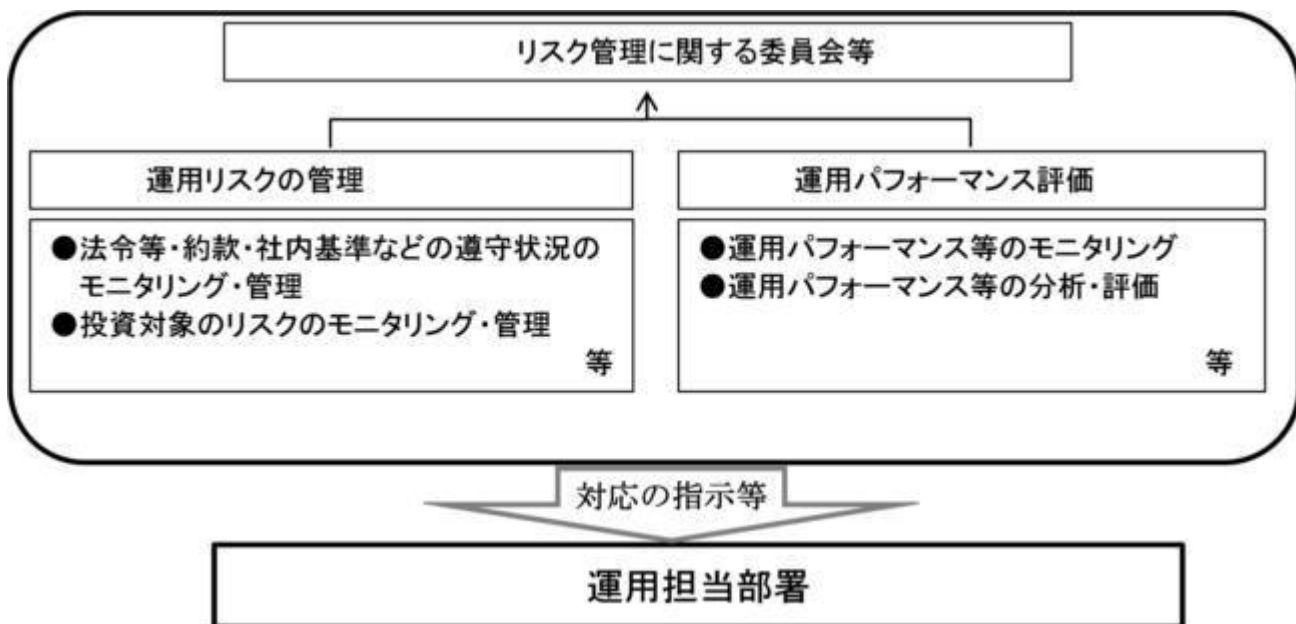 リスク管理に関する委員会等
運用リスクの管理
●法令等・約款・社内基準などの遵守状況の
モニタリング・管理
●投資対象のリスクのモニタリング・管理
等
運用パフォーマンス評価
●運用パフォーマンス等のモニタリング
●運用パフォーマンス等の分析・評価
等
対応の指示等
運用担当部署